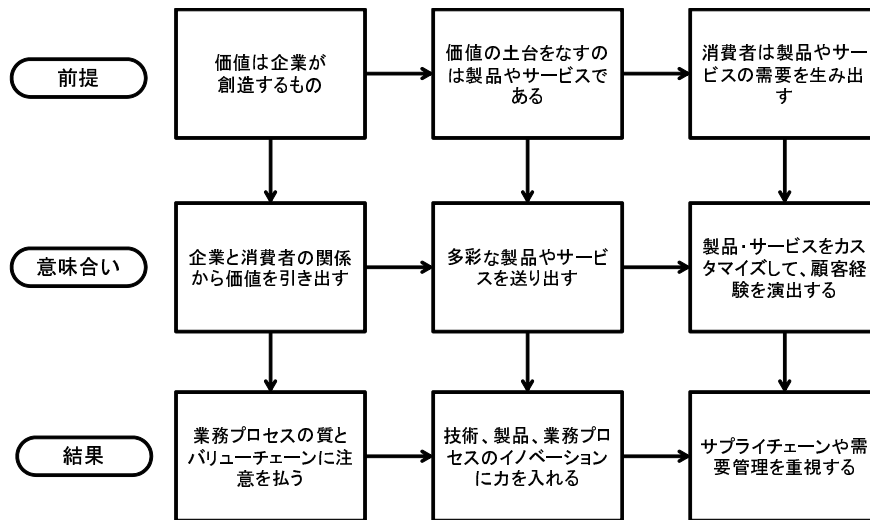 前提
価値は企業が
創造するもの
価値の土台をなすの
は製品やサービスで
ある
消費者は製品やサー
ビスの需要を生み出
す
意味合い
企業と消費者の関係
から価値を引き出す
多彩な製品やサービ
スを送り出す
製品・サービスをカス
タマイズして、顧客経
験を演出する
結果
業務プロセスの質と
バリューチェーンに注
意を払う
技術、製品、業務プロ
セスのイノベーション
に力を入れる
サプライチェーンや需
要管理を重視する